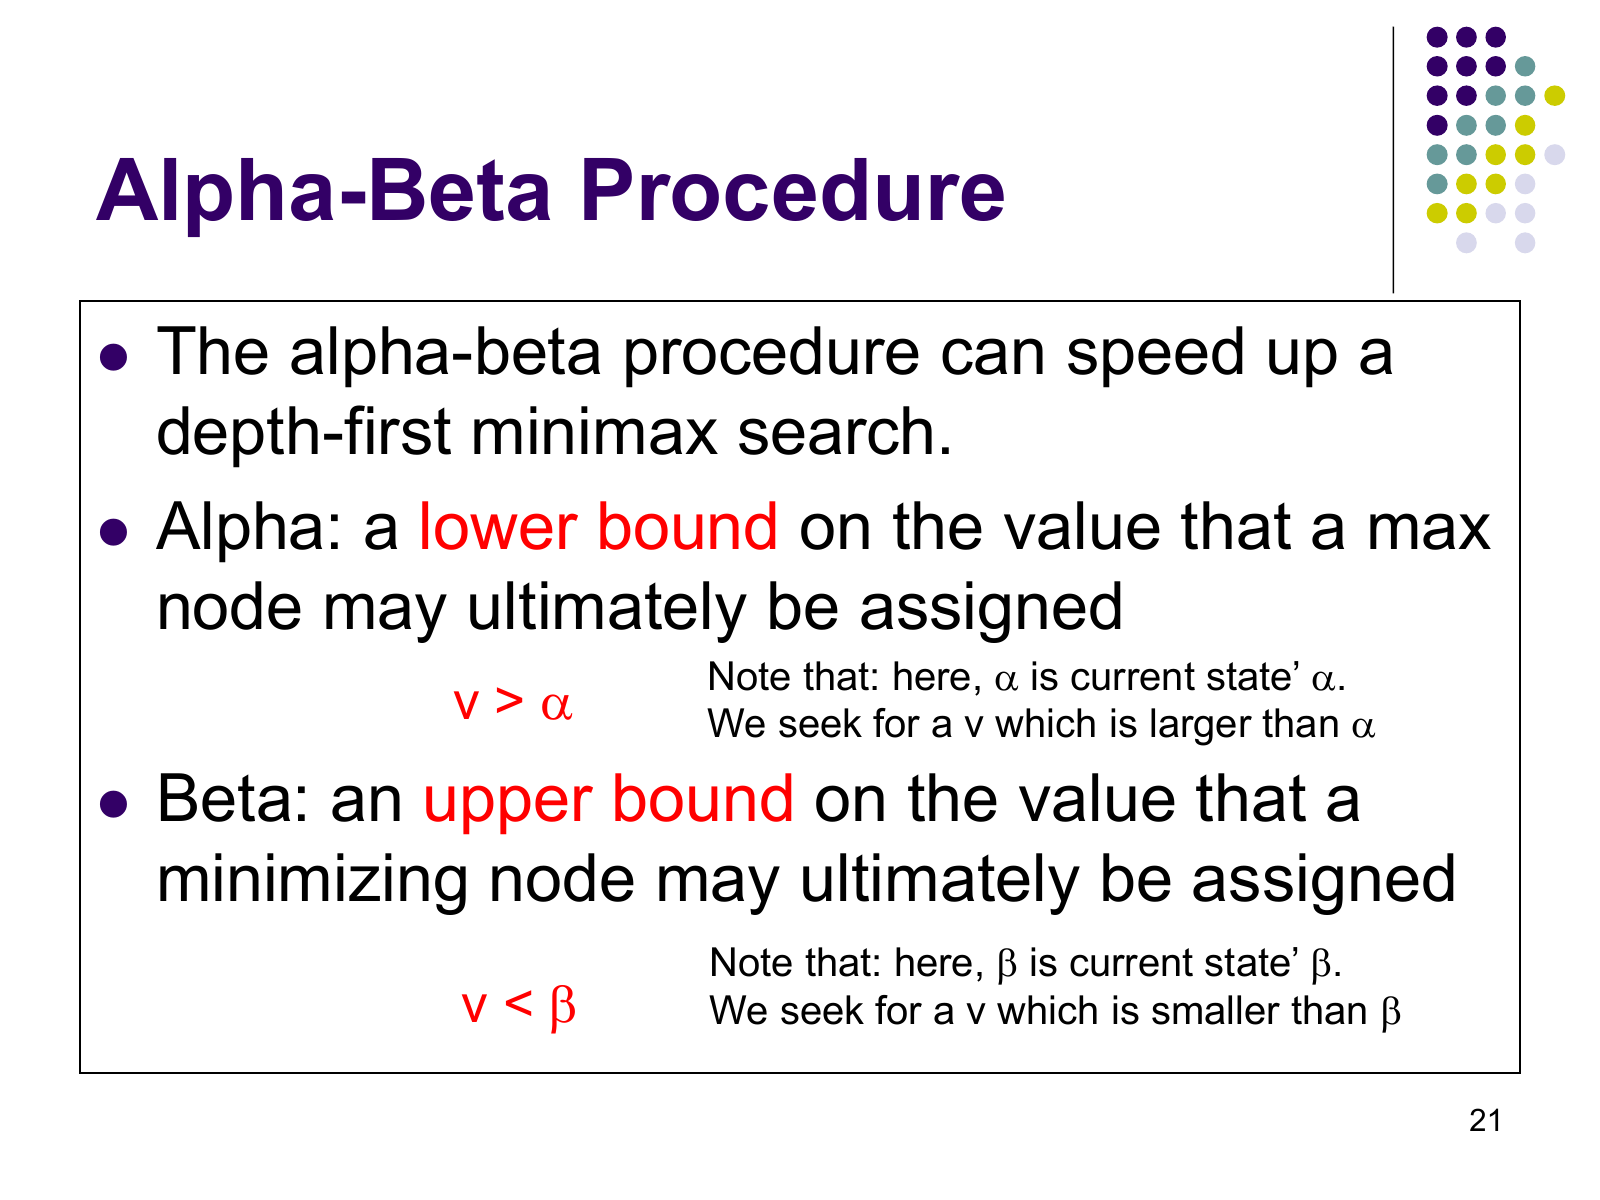 Alpha-Beta Procedure
The alpha-beta procedure can speed up a
depth-first minimax search.
Alpha: a lower bound on the value that a max
node may ultimately be assigned
v > α
Note that: here, α is current state’ α.
We seek for a v which is larger than α
Beta: an upper bound on the value that a
minimizing node may ultimately be assigned
v < β
Note that: here, β is current state’ β.
We seek for a v which is smaller than β
21